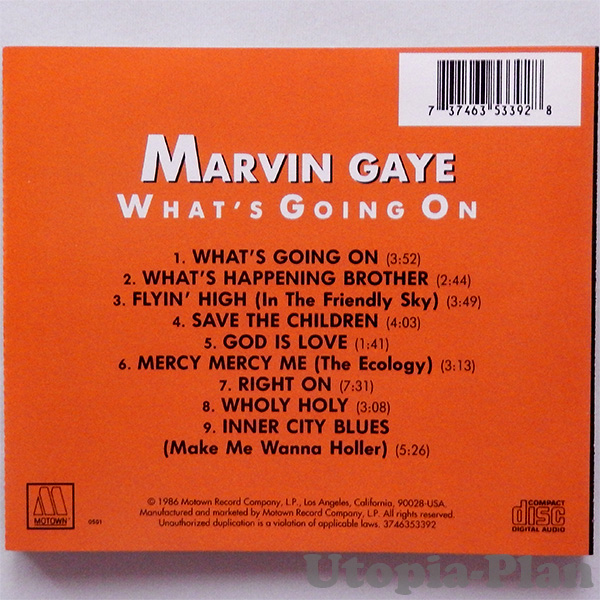 7 37463 53392 8
MARVIN GAYE
WHAT'S GOING ON
1. WHAT'S GOING ON (3:52)
2. WHAT'S HAPPENING BROTHER (2:44)
3. FLYIN' HIGH (In The Friendly Sky) (3:49)
4. SAVE THE CHILDREN (4:03)
5. GOD IS LOVE (1:41)
6. MERCY MERCY ME (The Ecology) (3:13)
7. RIGHT ON (7:31)
8. WHOLY HOLY (3:08)
9. INNER CITY BLUES
(Make Me Wanna Holler) (5:26)
© 1986 Motown Record Company, L.P., Los Angeles, California, 90028-USA.
Manufactured and marketed by Motown Record Company, L.P. All rights reserved.
Unauthorized duplication is a violation of applicable laws. 3746353392
MOTOWN
0501
COMPACT
disc
DIGITAL AUDIO
Utopia-Plan